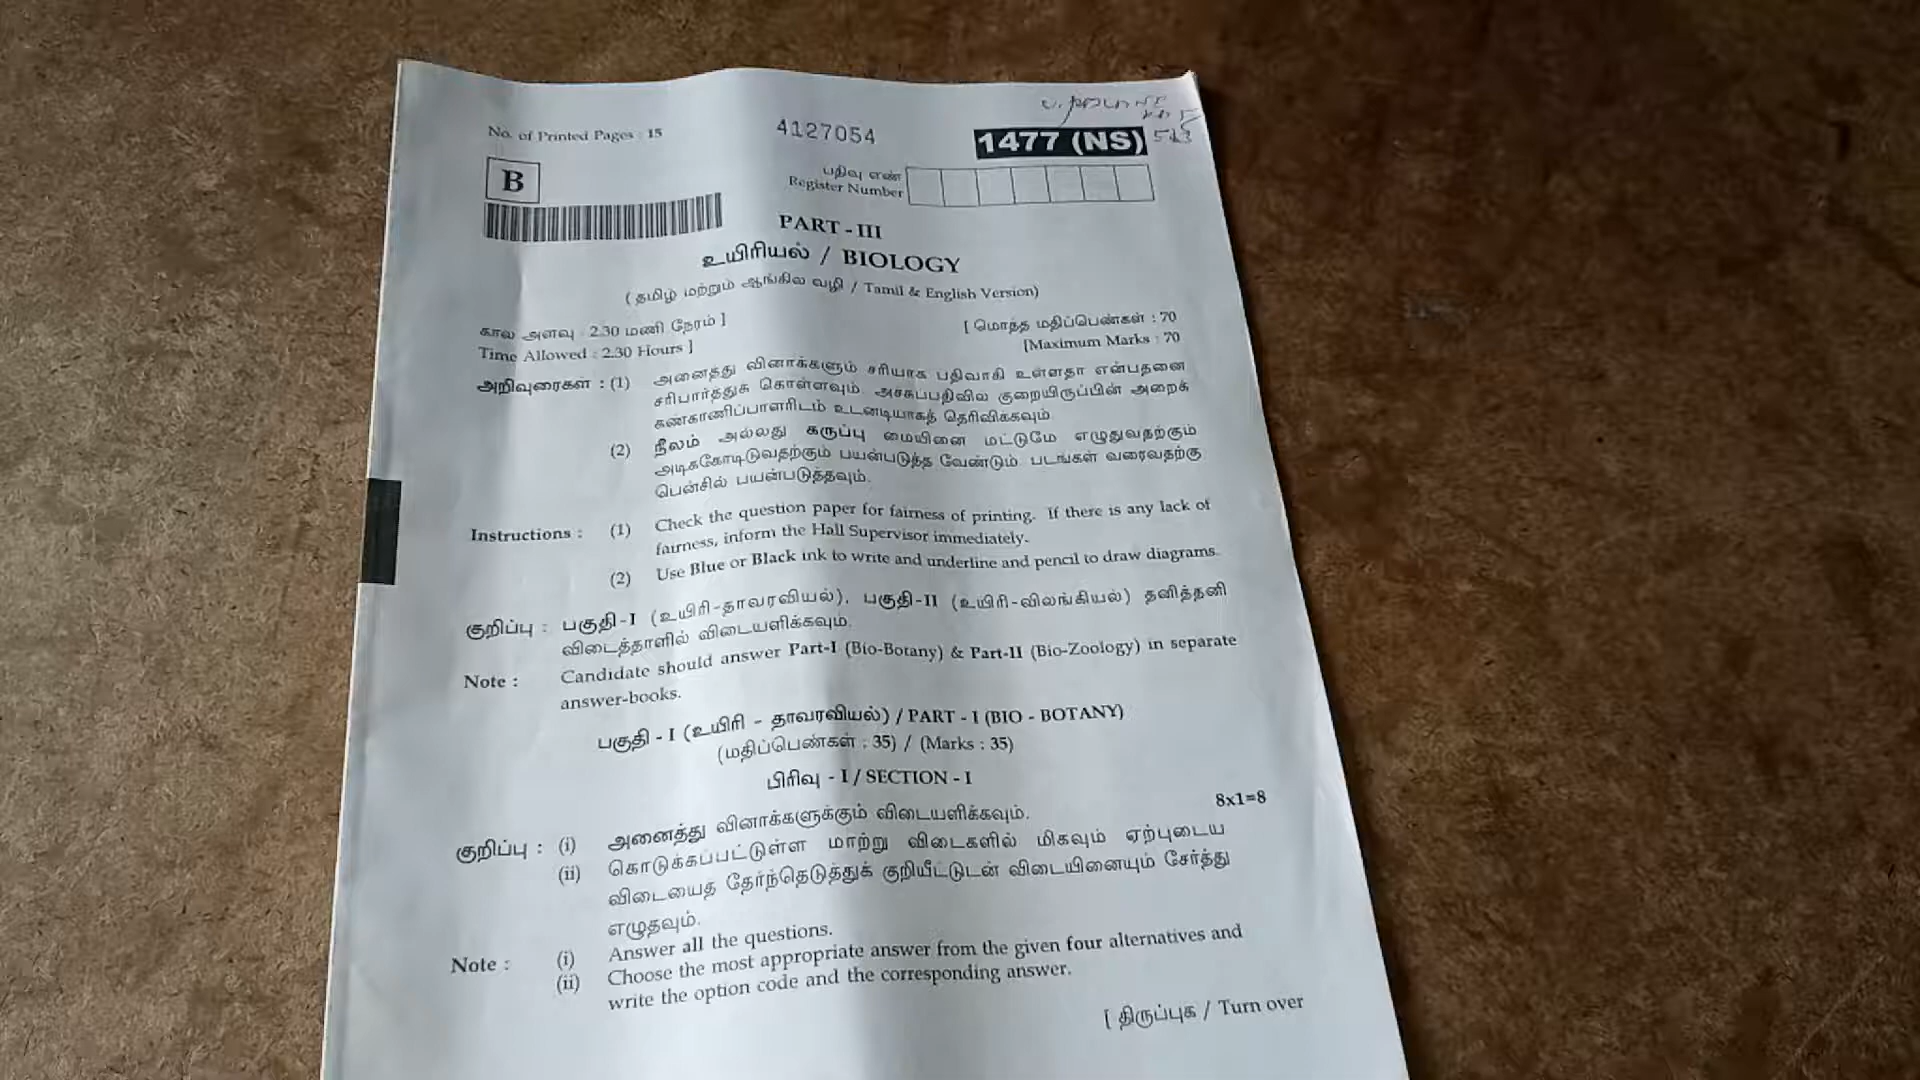 No. of Printed Pages : 15
4127054
1477 (NS)
513
B
பதிவு எண்
Register Number
PART - III
உயிரியல் / BIOLOGY
( தமிழ் மற்றும் ஆங்கில வழி / Tamil & English Version)
கால அளவு : 2.30 மணி நேரம் ]
[ மொத்த மதிப்பெண்கள் : 70
Time Allowed : 2.30 Hours ]
[Maximum Marks : 70
அறிவுரைகள் : (1) அனைத்து வினாக்களும் சரியாக பதிவாகி உள்ளதா என்பதனை
சரிபார்த்துக் கொள்ளவும். அச்சுப்பதிவில் குறையிருப்பின் அறைக்
கண்காணிப்பாளரிடம் உடனடியாகத் தெரிவிக்கவும்.
(2) நீலம் அல்லது கருப்பு மையினை மட்டுமே எழுதுவதற்கும்
அடிக்கோடிடுவதற்கும் பயன்படுத்த வேண்டும். படங்கள் வரைவதற்கு
பென்சில் பயன்படுத்தவும்.
Instructions : (1) Check the question paper for fairness of printing. If there is any lack of
fairness, inform the Hall Supervisor immediately.
(2) Use Blue or Black ink to write and underline and pencil to draw diagrams.
குறிப்பு : பகுதி-I (உயிரி-தாவரவியல்), பகுதி-II (உயிரி-விலங்கியல்) தனித்தனி
விடைத்தாளில் விடையளிக்கவும்.
Note : Candidate should answer Part-I (Bio-Botany) & Part-II (Bio-Zoology) in separate
answer-books.
பகுதி - I (உயிரி - தாவரவியல்) / PART - I (BIO - BOTANY)
(மதிப்பெண்கள் : 35) / (Marks : 35)
பிரிவு - I / SECTION - I
8x1=8
குறிப்பு : (i) அனைத்து வினாக்களுக்கும் விடையளிக்கவும்.
(ii) கொடுக்கப்பட்டுள்ள மாற்று விடைகளில் மிகவும் ஏற்புடைய
விடையைத் தேர்ந்தெடுத்துக் குறியீட்டுடன் விடையினையும் சேர்த்து
எழுதவும்.
Note : (i) Answer all the questions.
(ii) Choose the most appropriate answer from the given four alternatives and
write the option code and the corresponding answer.
[ திருப்புக / Turn over